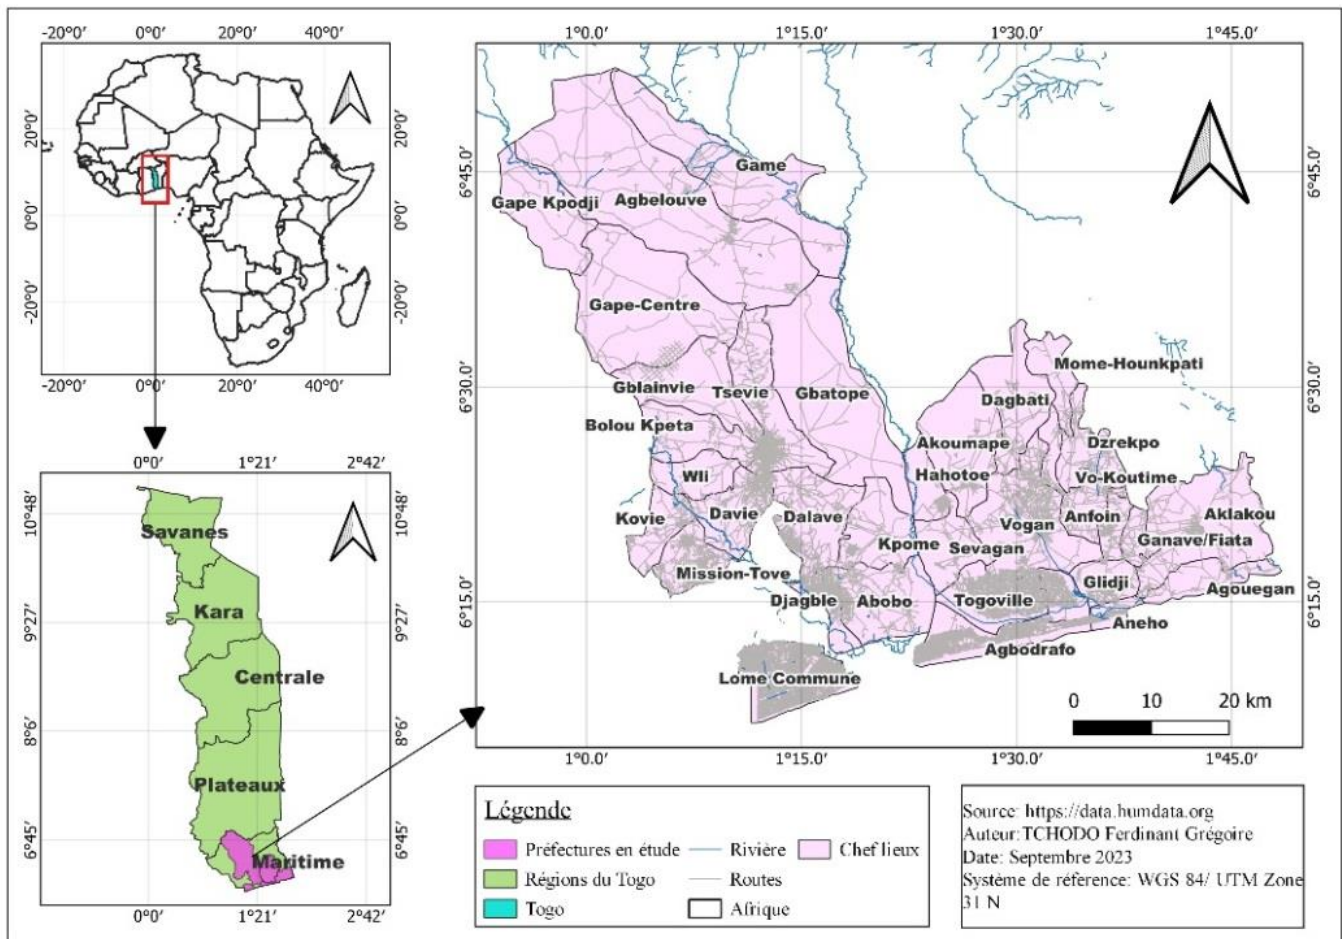 -20°0′ 0°0′ 20°0′ 40°0′
20°0′ 0°0′ -20°0′
20°0′ 0°0′ -20°0′
-20°0′ 0°0′ 20°0′ 40°0′
0°0′ 1°21′ 2°42′
10°48′ 9°27′ 8°6′ 6°45′
10°48′ 9°27′ 8°6′ 6°45′
Savanes
Kara
Centrale
Plateaux
Maritime
0°0′ 1°21′ 2°42′
1°0.0′ 1°15.0′ 1°30.0′ 1°45.0′
6°45.0′ 6°30.0′ 6°15.0′
6°45.0′ 6°30.0′ 6°15.0′
Game
Gape Kpodji
Agbelouve
Gape-Centre
Mome-Hounkpati
Gblainvie
Tsevie
Gbatope
Dagbati
Bolou Kpeta
Akoumape
Dzrekpo
Wli
Hahotoe
Vo-Koutime
Kovie
Davie
Dalave
Vogan
Anfoin
Aklakou
Kpome
Sevagan
Ganave/Fiata
Mission-Tove
Glidji
Agouegan
Djagble
Abobo
Togoville
Aneho
Agbodrafo
Lome Commune
0 10 20 km
1°0.0′ 1°15.0′ 1°30.0′ 1°45.0′
Légende
Préfectures en étude
Rivière
Chef lieux
Régions du Togo
Routes
Togo
Afrique
Source: https://data.humdata.org
Auteur: TCHODO Ferdinant Grégoire
Date: Septembre 2023
Système de réference: WGS 84/ UTM Zone
31 N